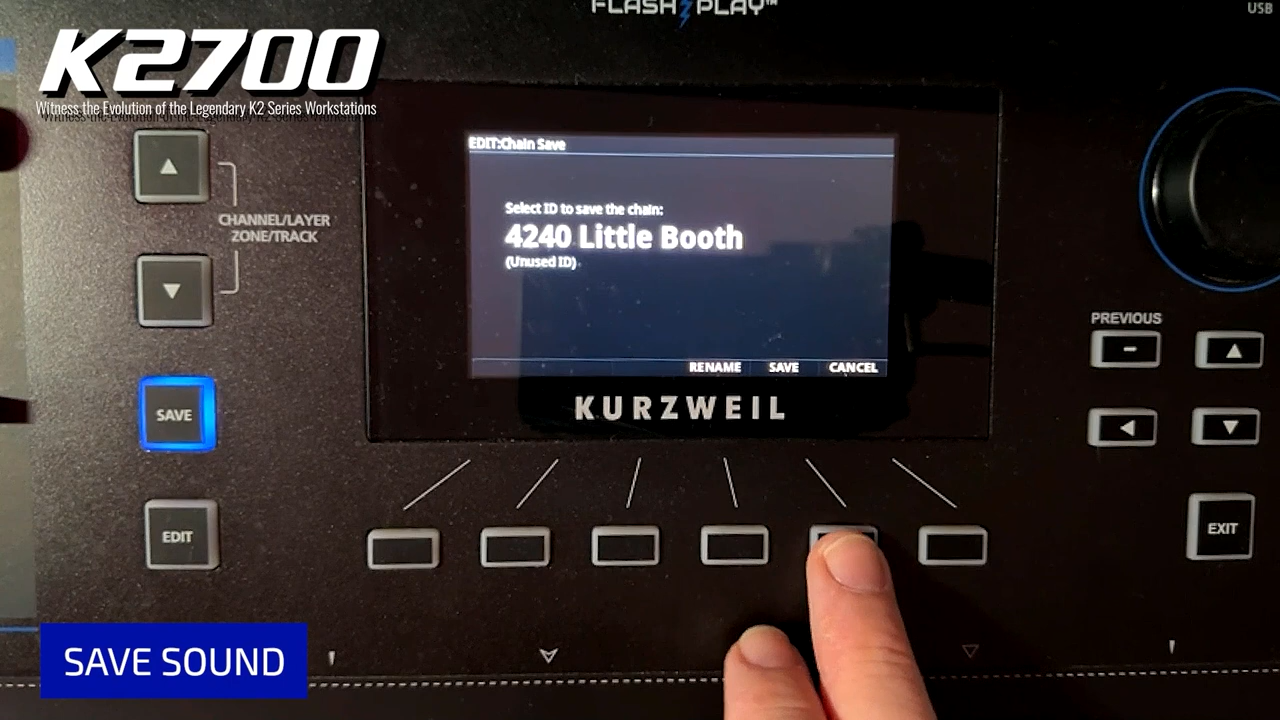 FLASH PLAY™
USB
K2700
Witness the Evolution of the Legendary K2 Series Workstations
EDIT:Chain Save
CHANNEL/LAYER
ZONE/TRACK
Select ID to save the chain:
4240 Little Booth
(Unused ID)
PREVIOUS
-
RENAME SAVE CANCEL
SAVE
KURZWEIL
EDIT
EXIT
SAVE SOUND